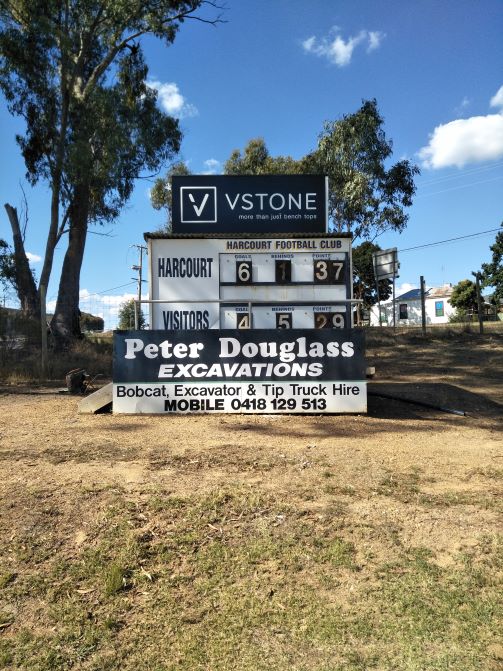 V VSTONE
more than just bench tops
HARCOURT FOOTBALL CLUB
GOALS BEHINDS POINTS
HARCOURT 6 1 37
GOALS BEHINDS POINTS
VISITORS 4 5 29
Peter Douglass
EXCAVATIONS
Bobcat, Excavator & Tip Truck Hire
MOBILE 0418 129 513